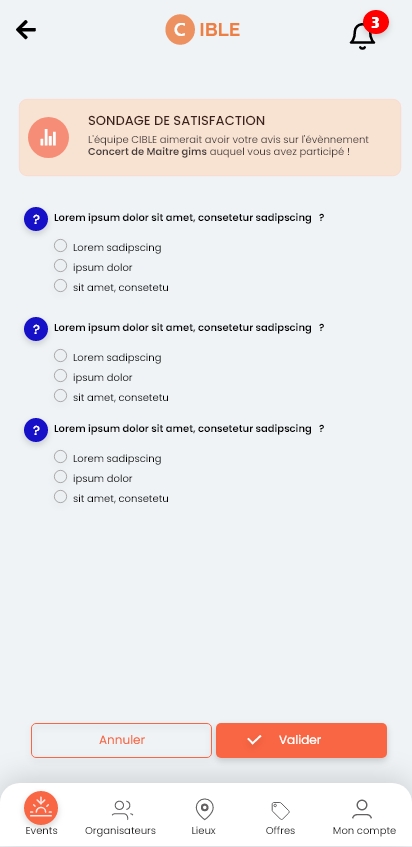 C IBLE
3
SONDAGE DE SATISFACTION
L'équipe CIBLE aimerait avoir votre avis sur l'évènnement
Concert de Maitre gims auquel vous avez participé !
? Lorem ipsum dolor sit amet, consetetur sadipscing ?
Lorem sadipscing
ipsum dolor
sit amet, consetetu
? Lorem ipsum dolor sit amet, consetetur sadipscing ?
Lorem sadipscing
ipsum dolor
sit amet, consetetu
? Lorem ipsum dolor sit amet, consetetur sadipscing ?
Lorem sadipscing
ipsum dolor
sit amet, consetetu
Annuler Valider
Events Organisateurs Lieux Offres Mon compte